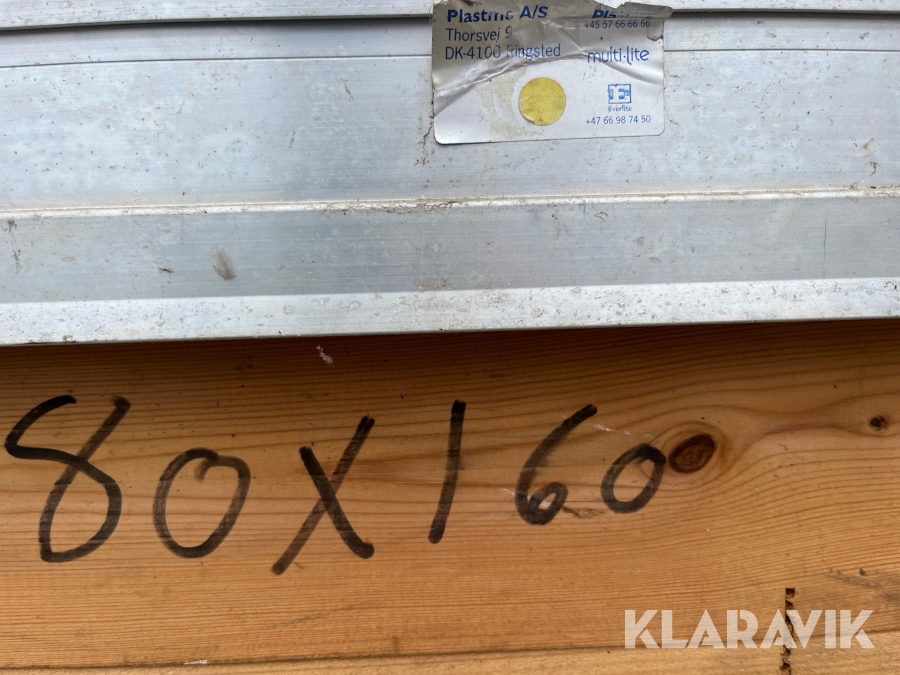 Plastmo A/S
Thorsvej 9
DK-4100 Ringsted
+45 57 66 66 66
multi·lite
E
Everlite
+47 66 98 74 50
80X160
KLARAVIK